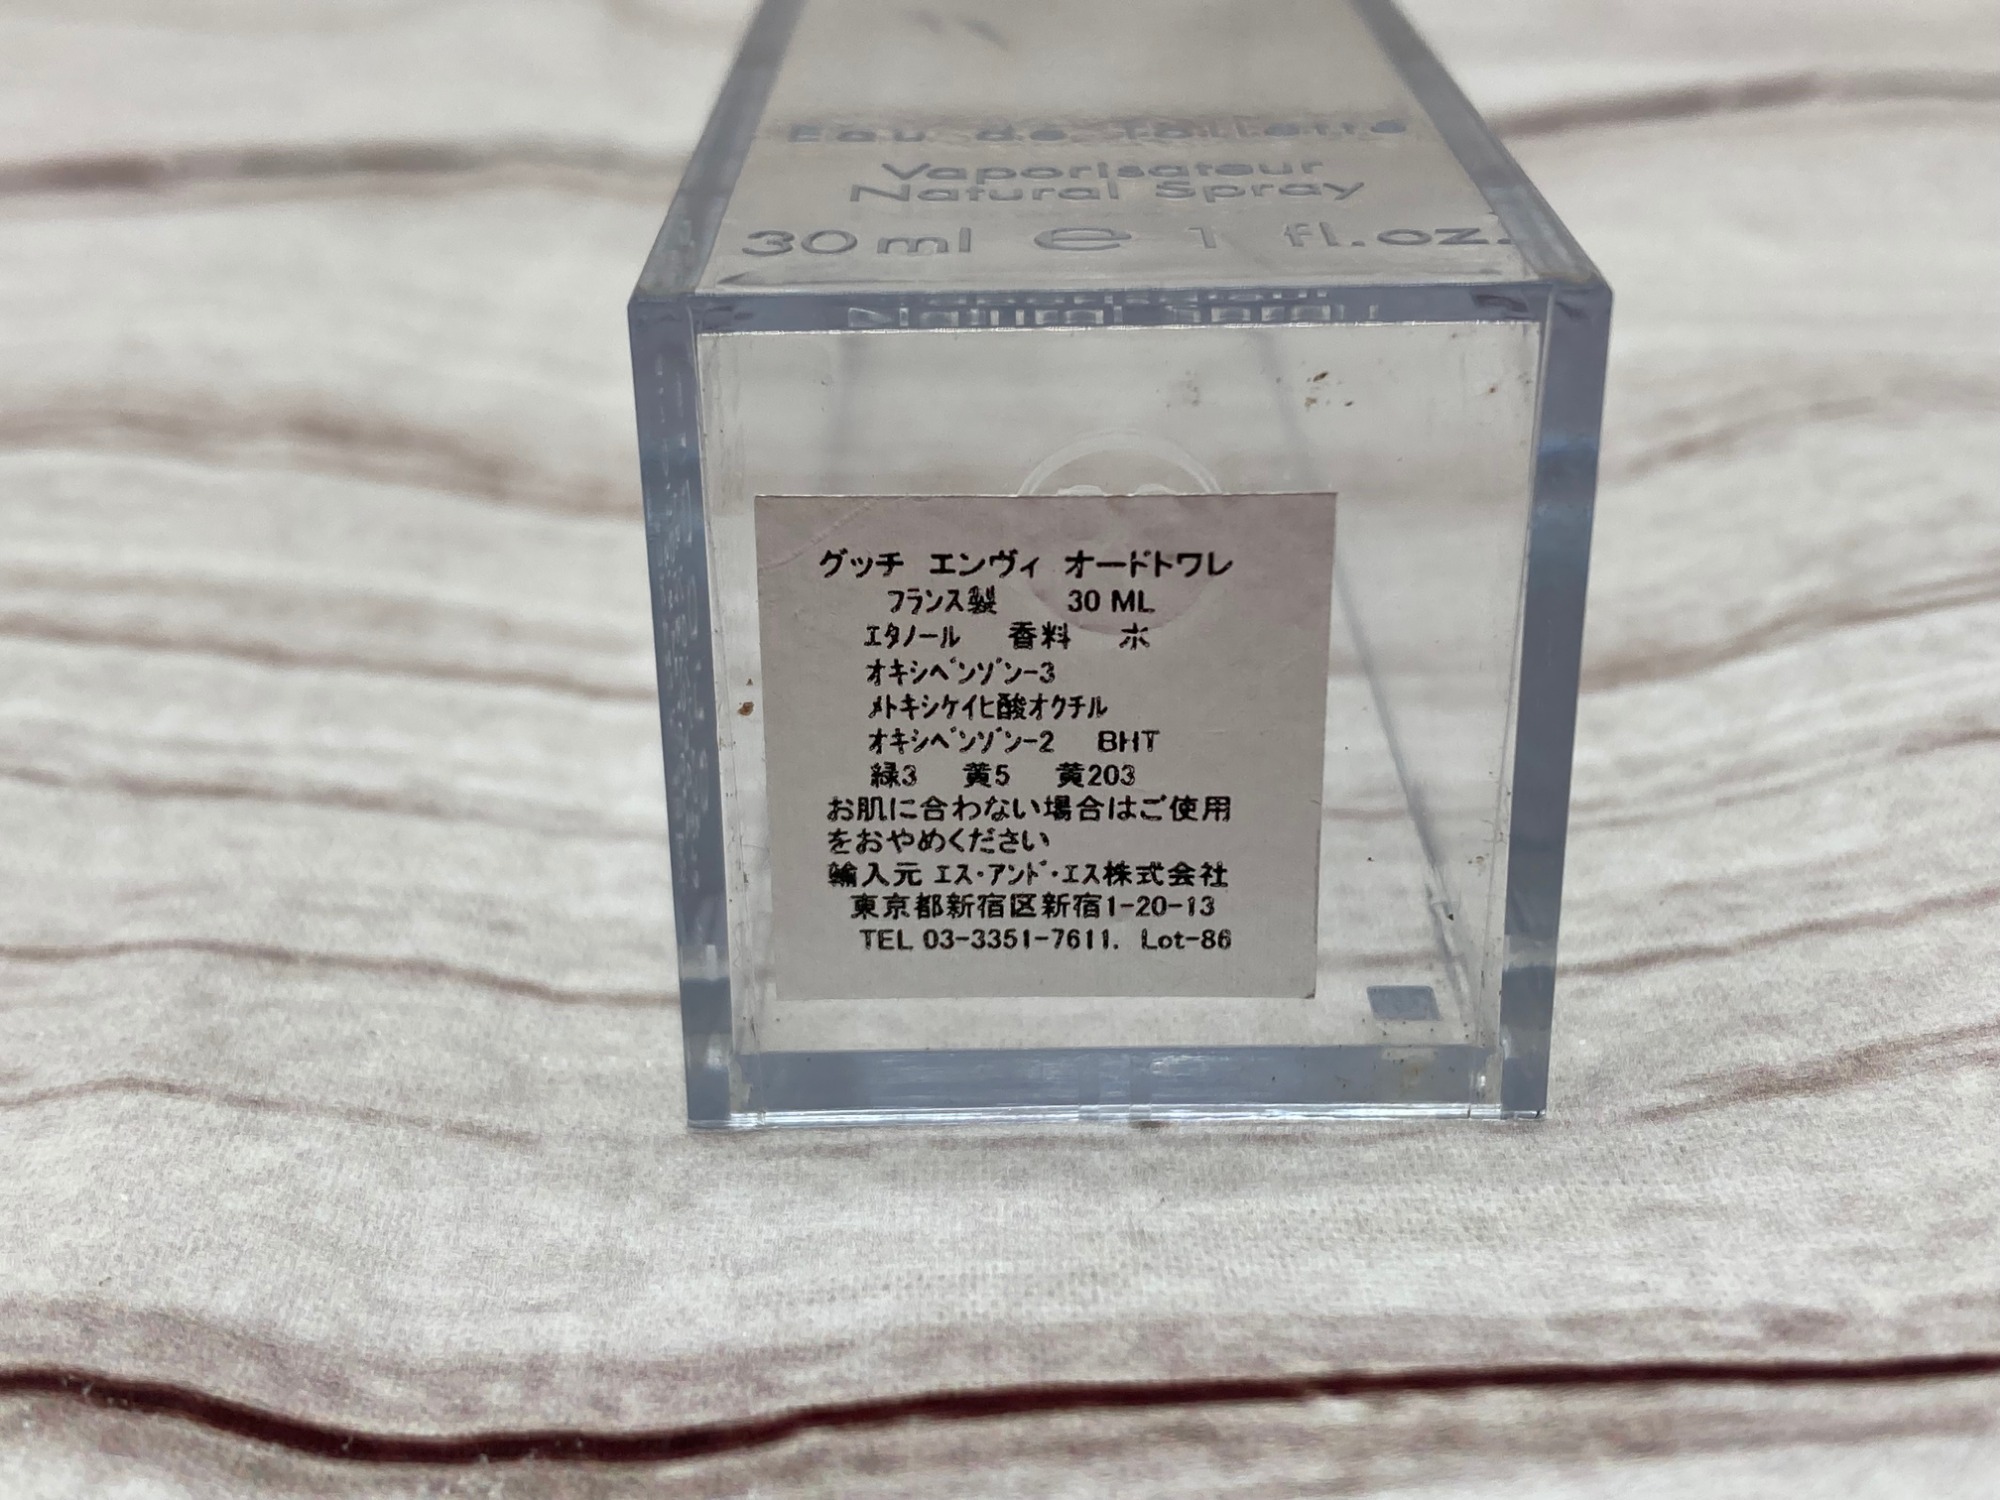 Eau de Toilette
Vaporisateur
Natural Spray
30 ml e 1 fl.oz.
グッチ エンヴィ オードトワレ
フランス製 30 ML
エタノール 香料 水
オキシベンゾン-3
メトキシケイヒ酸オクチル
オキシベンゾン-2 BHT
緑3 黄5 黄203
お肌に合わない場合はご使用
をおやめください
輸入元 エス・アンド・エス株式会社
東京都新宿区新宿1-20-13
TEL 03-3351-7611. Lot-86